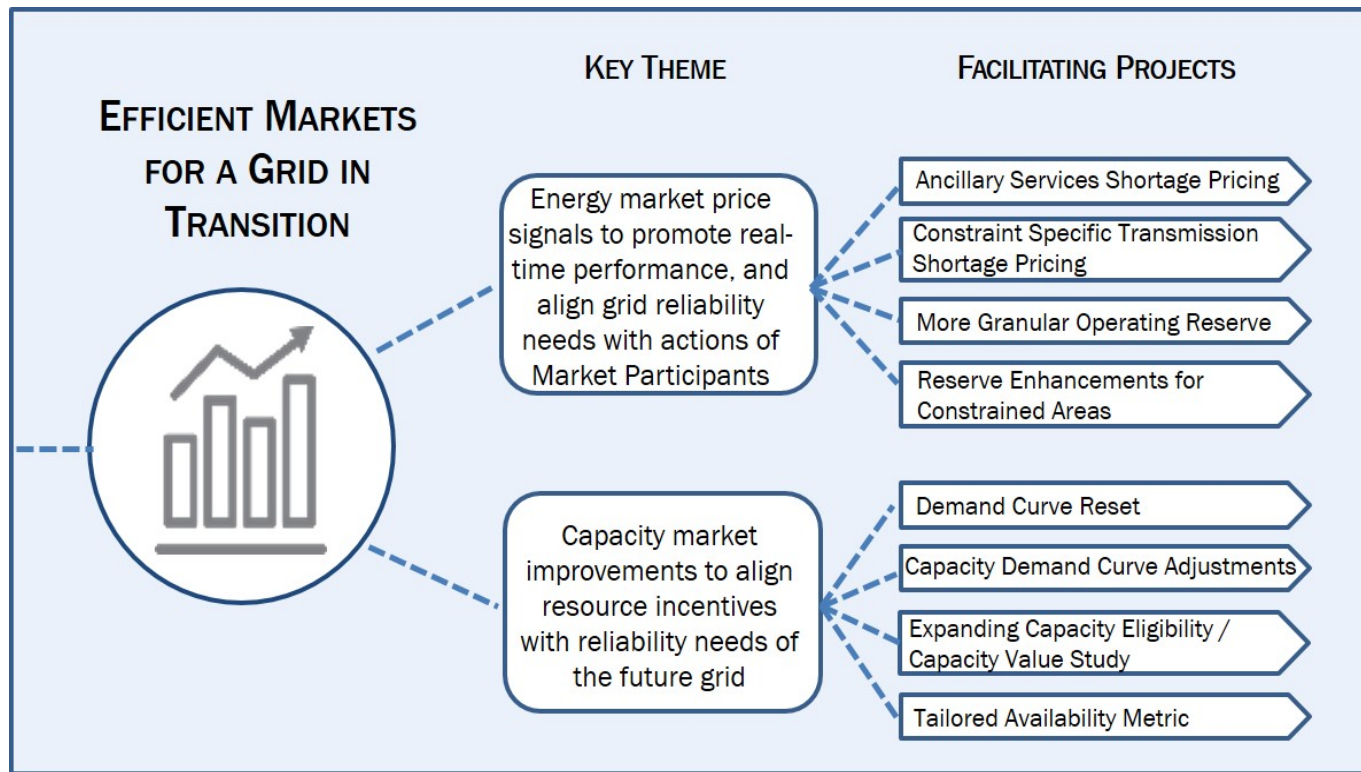 KEY THEME
FACILITATING PROJECTS
EFFICIENT MARKETS
FOR A GRID IN
TRANSITION
Energy market price
signals to promote real-
time performance, and
align grid reliability
needs with actions of
Market Participants
Ancillary Services Shortage Pricing
Constraint Specific Transmission
Shortage Pricing
More Granular Operating Reserve
Reserve Enhancements for
Constrained Areas
Capacity market
improvements to align
resource incentives
with reliability needs of
the future grid
Demand Curve Reset
Capacity Demand Curve Adjustments
Expanding Capacity Eligibility /
Capacity Value Study
Tailored Availability Metric